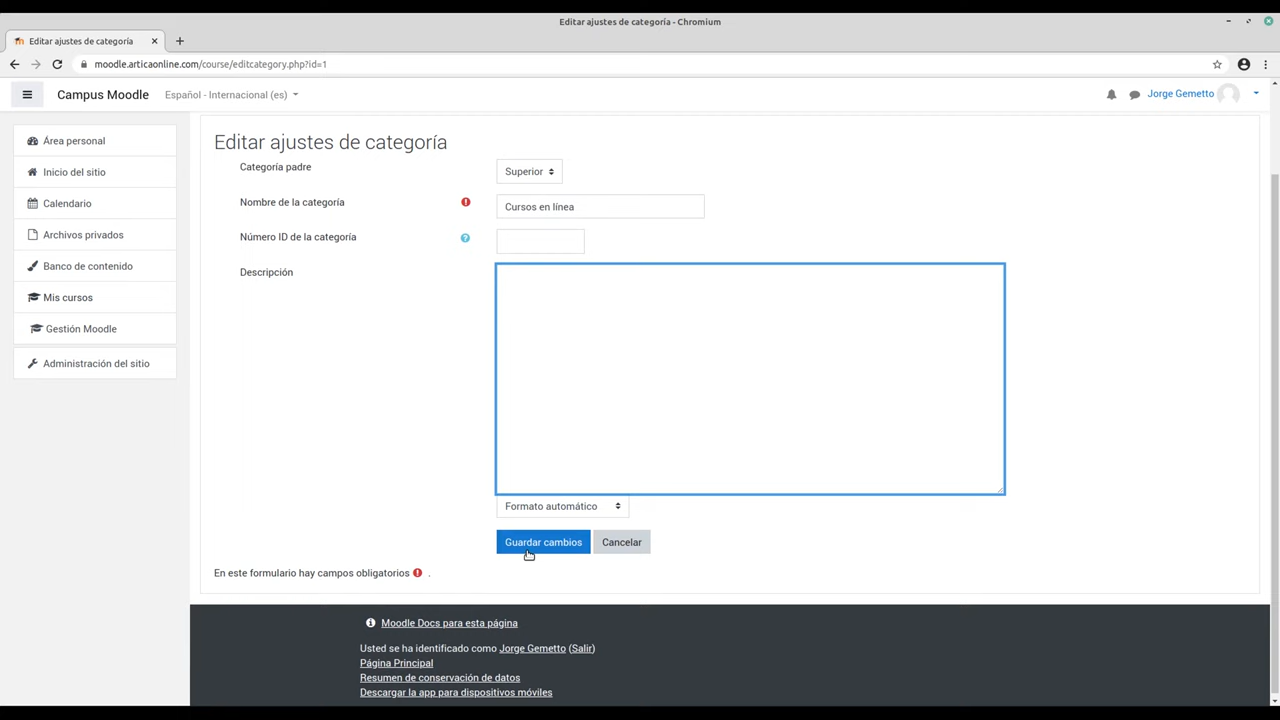 Editar ajustes de categoría - Chromium
Editar ajustes de categoría
moodle.articaonline.com/course/editcategory.php?id=1
Campus Moodle
Español - Internacional (es)
Jorge Gemetto
Área personal
Inicio del sitio
Calendario
Archivos privados
Banco de contenido
Mis cursos
Gestión Moodle
Administración del sitio
Editar ajustes de categoría
Categoría padre
Superior
Nombre de la categoría
Cursos en línea
Número ID de la categoría
Descripción
Formato automático
Guardar cambios
Cancelar
En este formulario hay campos obligatorios .
Moodle Docs para esta página
Usted se ha identificado como Jorge Gemetto (Salir)
Página Principal
Resumen de conservación de datos
Descargar la app para dispositivos móviles